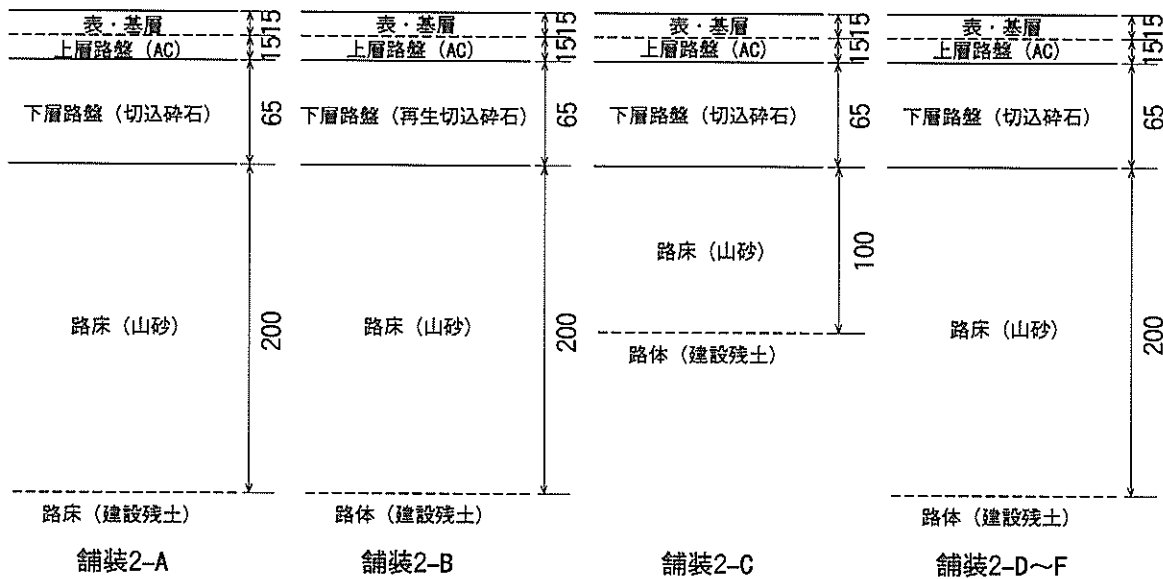 表・基層
15
上層路盤（AC）
15
下層路盤（切込砕石）
65
路床（山砂）
200
路床（建設残土）
舗装2-A
表・基層
15
上層路盤（AC）
15
下層路盤（再生切込砕石）
65
路床（山砂）
200
路体（建設残土）
舗装2-B
表・基層
15
上層路盤（AC）
15
下層路盤（切込砕石）
65
路床（山砂）
100
路体（建設残土）
舗装2-C
表・基層
15
上層路盤（AC）
15
下層路盤（切込砕石）
65
路床（山砂）
200
路体（建設残土）
舗装2-D〜F